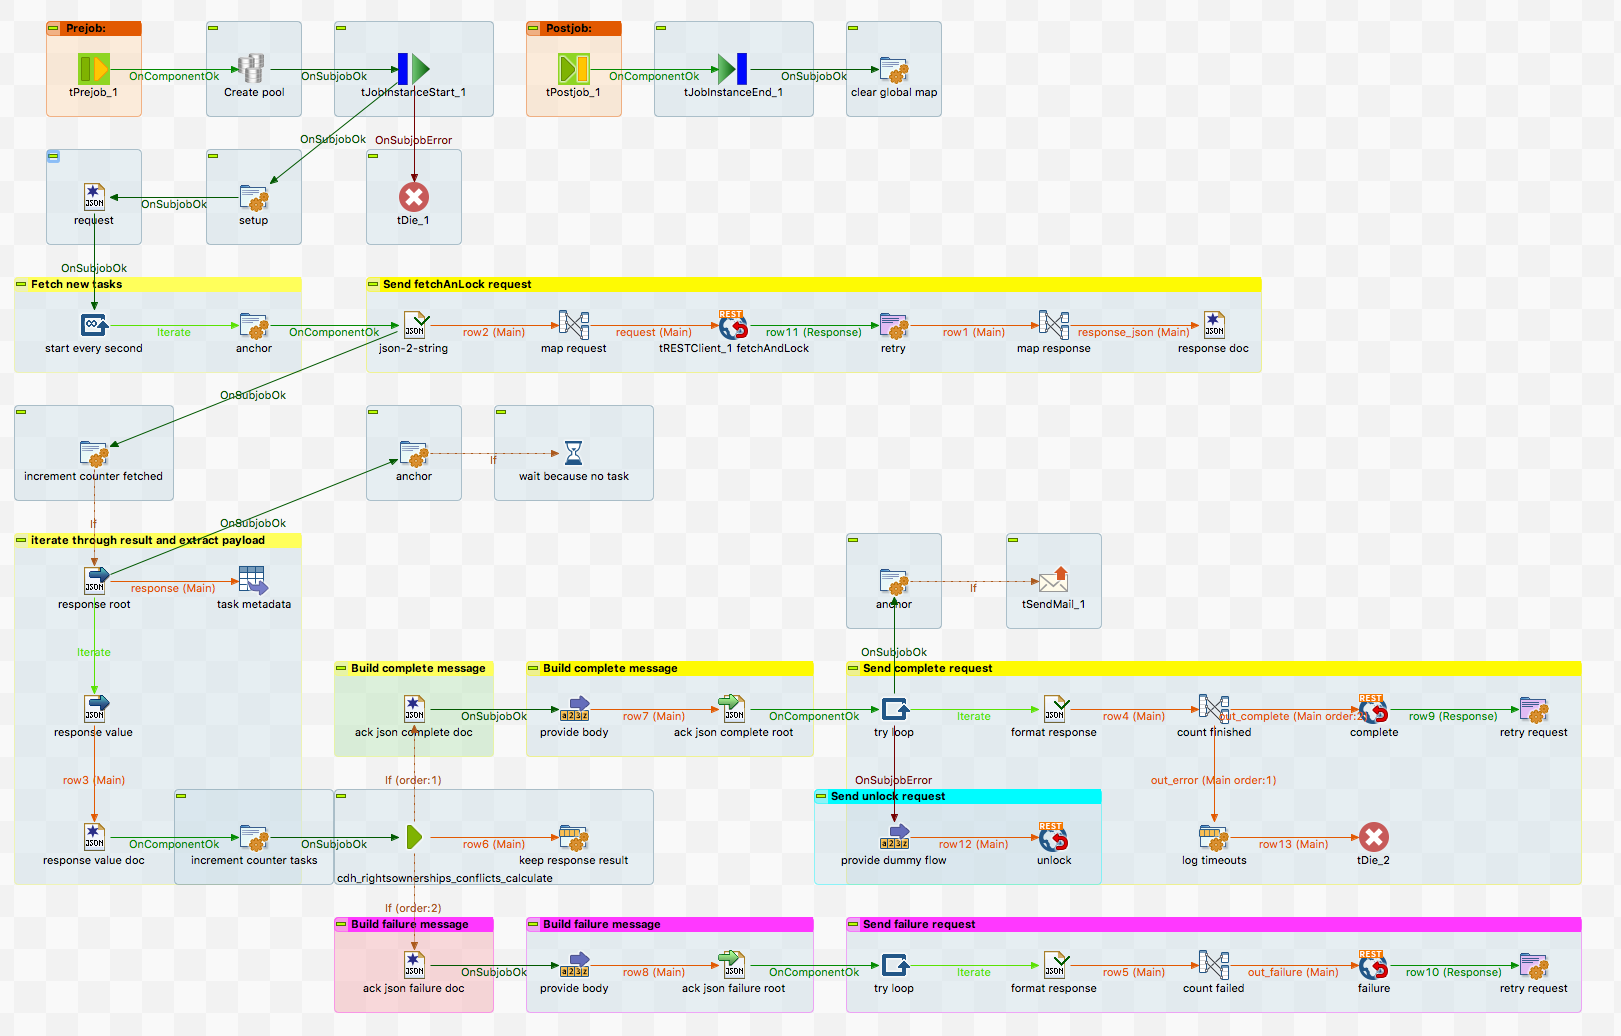 Prejob:
Postjob:
OnComponentOk
OnSubjobOk
OnComponentOk
OnSubjobOk
tPrejob_1
Create pool
tJobInstanceStart_1
tPostjob_1
tJobInstanceEnd_1
clear global map
OnSubjobOk
OnSubjobError
OnSubjobOk
request
setup
tDie_1
OnSubjobOk
Fetch new tasks
Send fetchAnLock request
Iterate
OnComponentOk
row2 (Main)
request (Main)
REST
row11 (Response)
row1 (Main)
response_json (Main)
start every second
anchor
json-2-string
map request
tRESTClient_1 fetchAndLock
retry
map response
response doc
OnSubjobOk
If
increment counter fetched
anchor
wait because no task
If
OnSubjobOk
iterate through result and extract payload
response (Main)
If
response root
task metadata
anchor
tSendMail_1
Iterate
OnSubjobOk
Build complete message
Build complete message
Send complete request
OnSubjobOk
row7 (Main)
OnComponentOk
Iterate
row4 (Main)
out_complete (Main order:2)
REST
row9 (Response)
response value
ack json complete doc
provide body
ack json complete root
try loop
format response
count finished
complete
retry request
row3 (Main)
If (order:1)
OnSubjobError
out_error (Main order:1)
Send unlock request
OnComponentOk
OnSubjobOk
row6 (Main)
row12 (Main)
REST
row13 (Main)
response value doc
increment counter tasks
keep response result
provide dummy flow
unlock
log timeouts
tDie_2
cdh_rightsownerships_conflicts_calculate
If (order:2)
Build failure message
Build failure message
Send failure request
OnSubjobOk
row8 (Main)
OnComponentOk
Iterate
row5 (Main)
out_failure (Main)
REST
row10 (Response)
ack json failure doc
provide body
ack json failure root
try loop
format response
count failed
failure
retry request